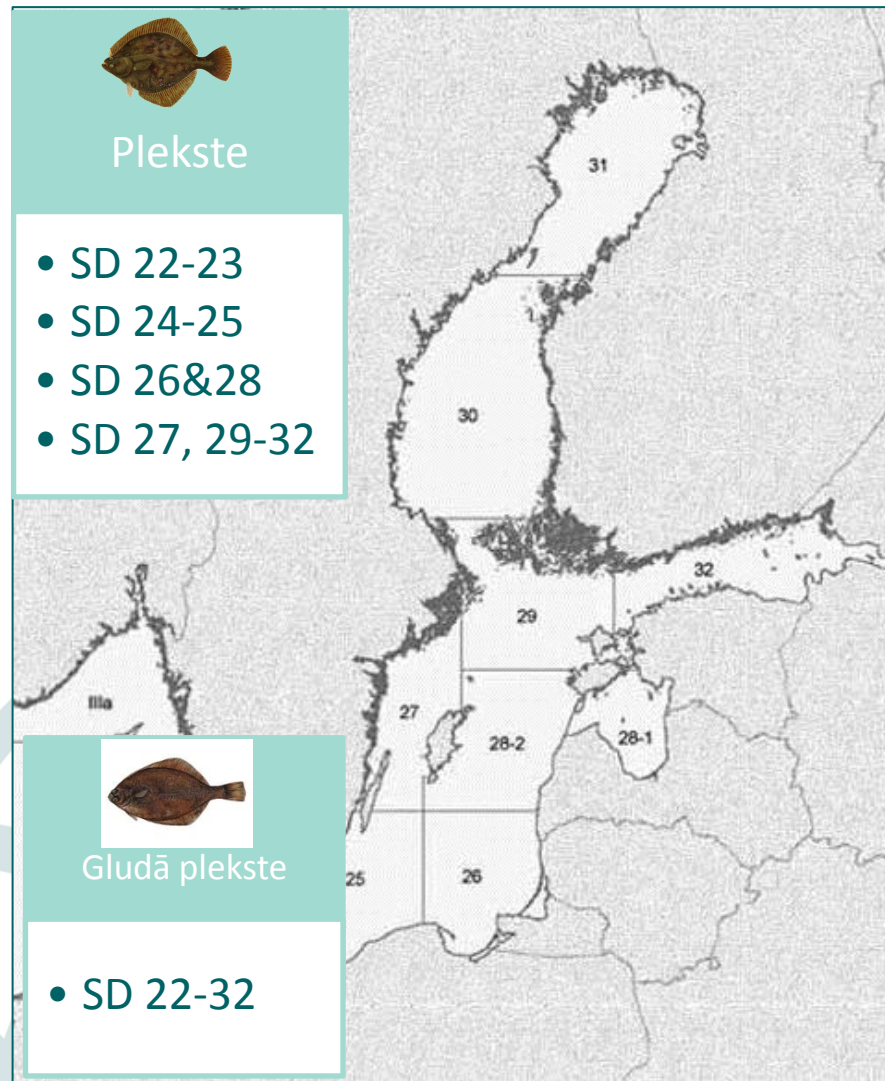 Plekste
• SD 22-23
• SD 24-25
• SD 26&28
• SD 27, 29-32
31
30
32
29
IIIa
27
28-2
28-1
Gludā plekste
25
26
• SD 22-32